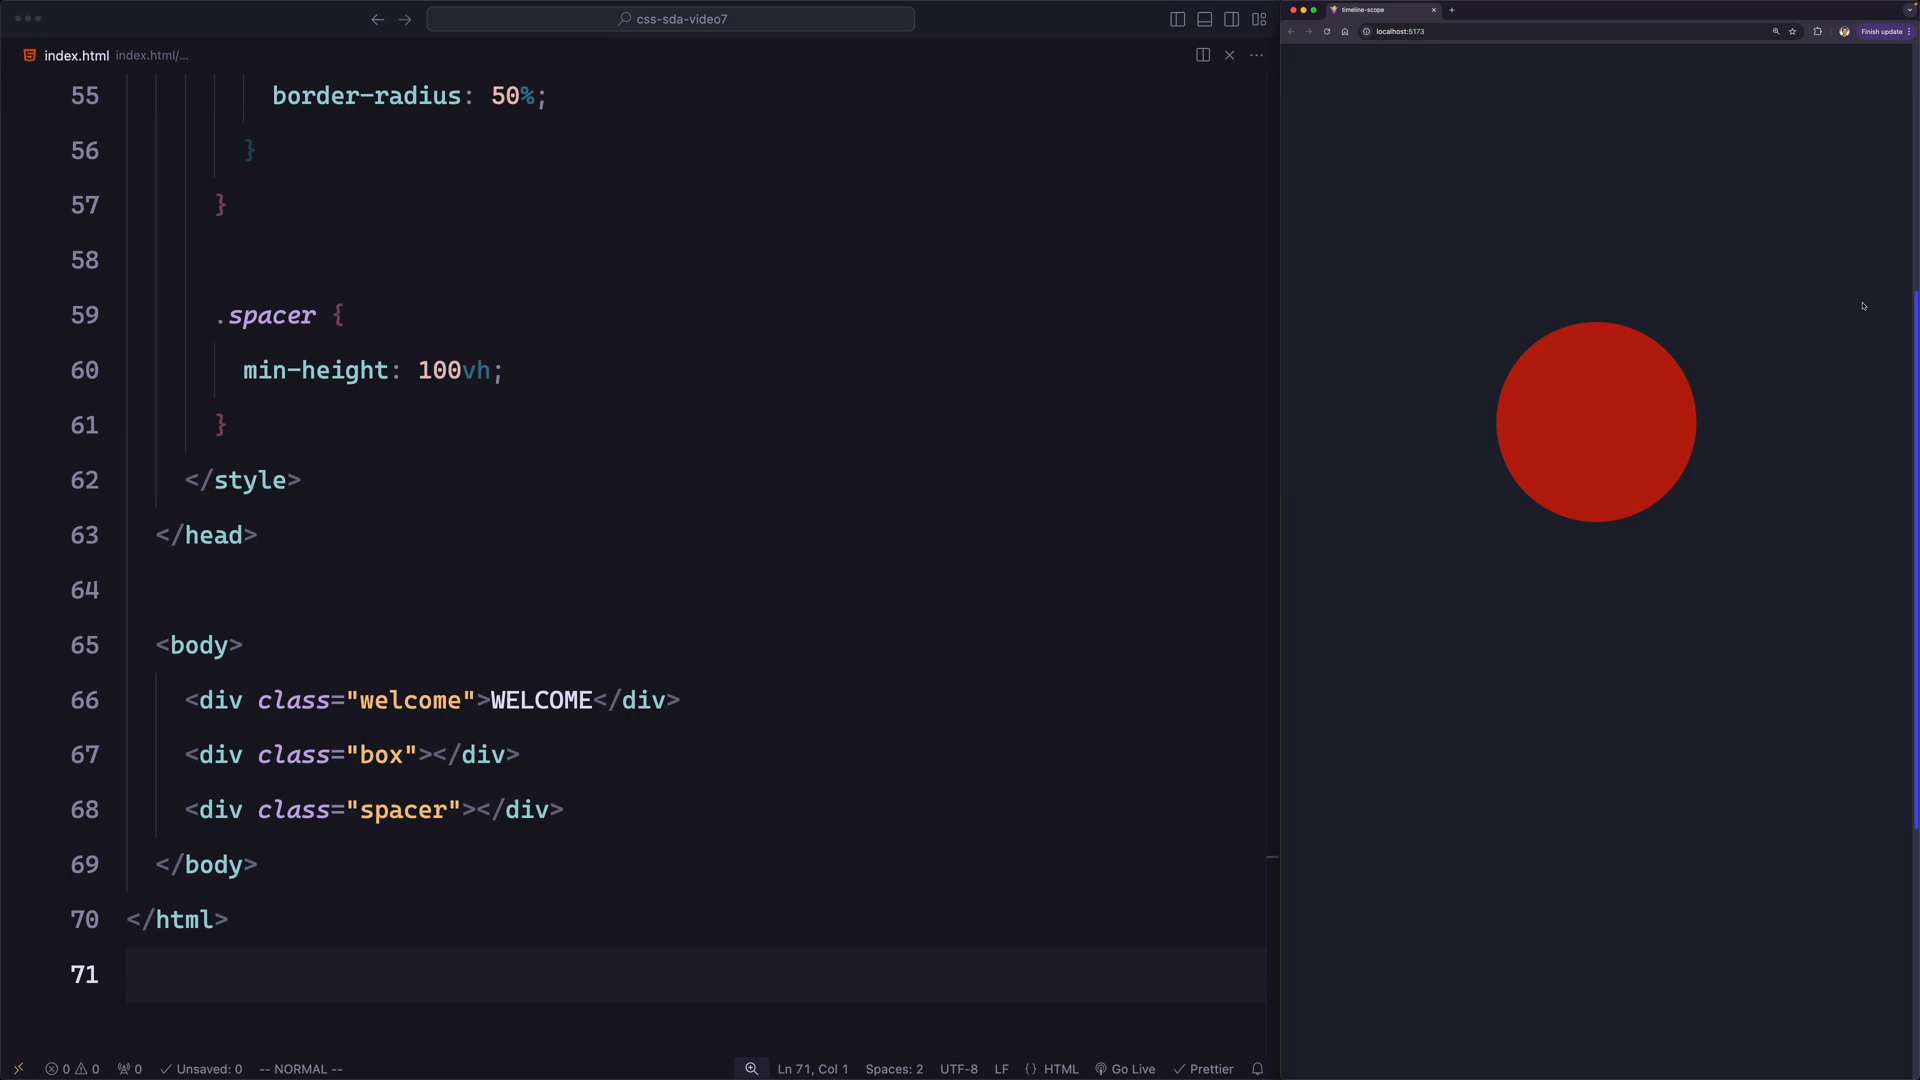 css-sda-video7
index.html index.html/...
55 border-radius: 50%;
56 }
57 }
58
59 .spacer {
60 min-height: 100vh;
61 }
62 </style>
63 </head>
64
65 <body>
66 <div class="welcome">WELCOME</div>
67 <div class="box"></div>
68 <div class="spacer"></div>
69 </body>
70 </html>
71
0 0 0 Unsaved: 0 -- NORMAL --
Ln 71, Col 1 Spaces: 2 UTF-8 LF {} HTML Go Live Prettier
timeline-scope
localhost:5173
Finish update